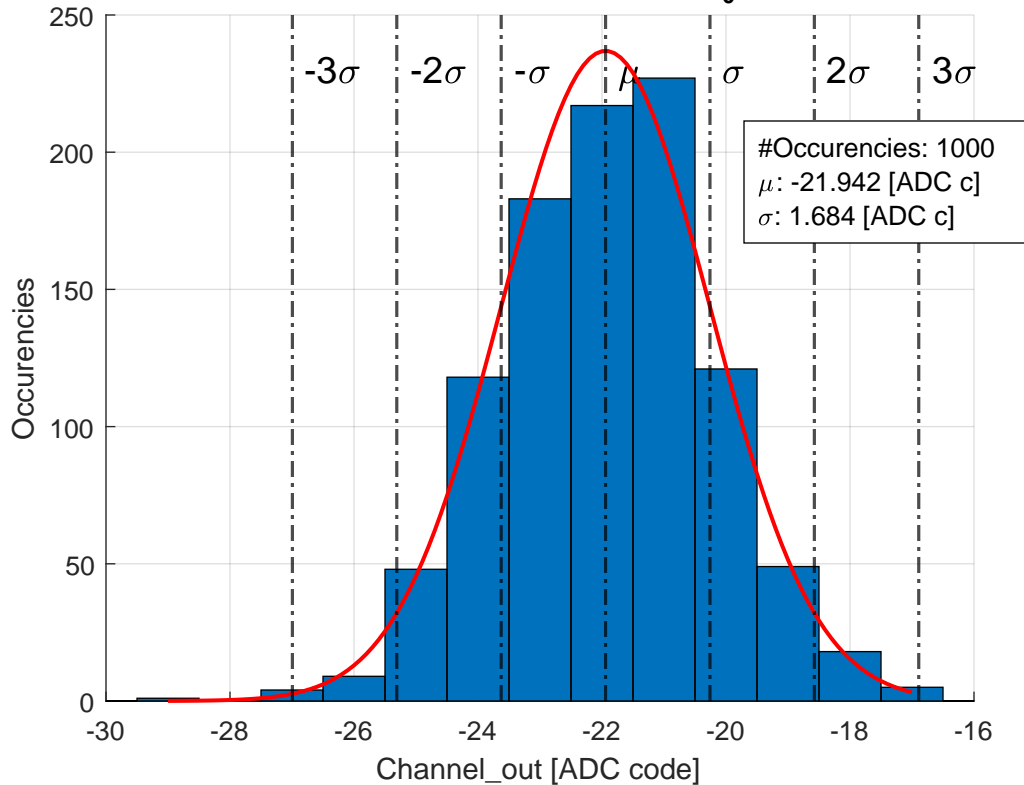 250
-3σ -2σ -σ μ σ 2σ 3σ
#Occurencies: 1000
μ: -21.942 [ADC c]
σ: 1.684 [ADC c]
200
150
100
50
0
Occurencies
-30 -28 -26 -24 -22 -20 -18 -16
Channel_out [ADC code]